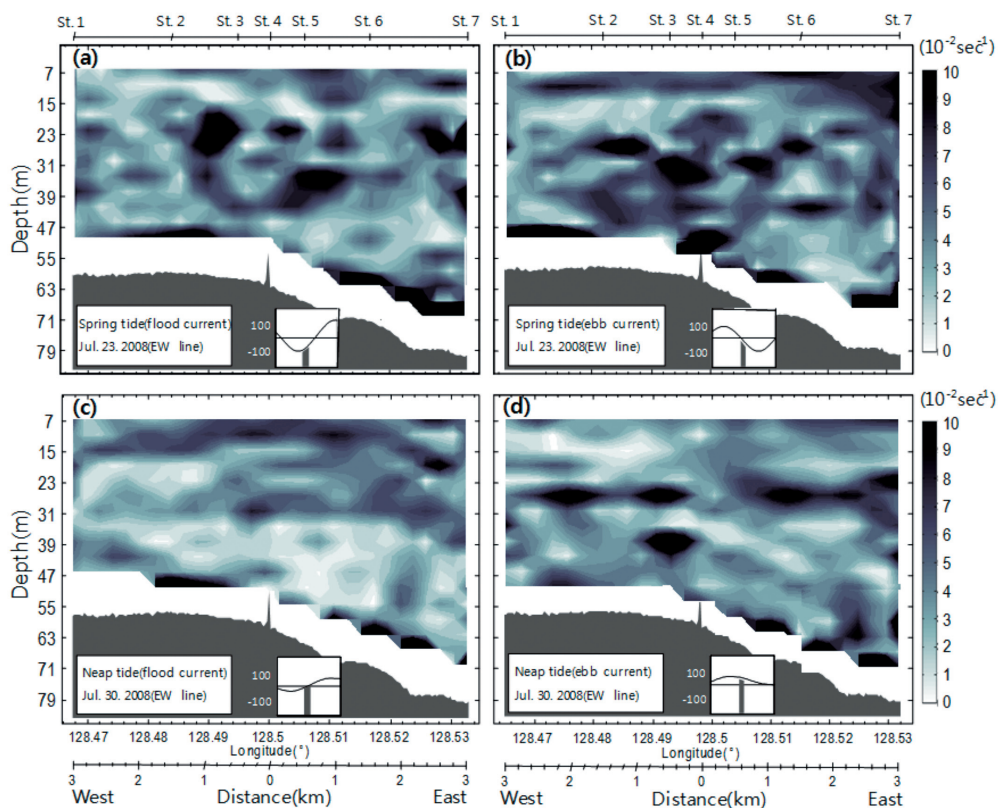 St. 1 St. 2 St. 3 St. 4 St. 5 St. 6 St. 7
St. 1 St. 2 St. 3 St. 4 St. 5 St. 6 St. 7
(a)
(b)
(10⁻²sec⁻¹)
Depth(m)
7
15
23
31
39
47
55
63
71
79
10
9
8
7
6
5
4
3
2
1
0
Spring tide(flood current)
Jul. 23. 2008(EW line)
100
-100
Spring tide(ebb current)
Jul. 23. 2008(EW line)
100
-100
(c)
(d)
(10⁻²sec⁻¹)
Depth(m)
7
15
23
31
39
47
55
63
71
79
10
9
8
7
6
5
4
3
2
1
0
Neap tide(flood current)
Jul. 30. 2008(EW line)
100
-100
Neap tide(ebb current)
Jul. 30. 2008(EW line)
100
-100
128.47 128.48 128.49 128.5 128.51 128.52 128.53
128.47 128.48 128.49 128.5 128.51 128.52 128.53
Longitude(°)
Longitude(°)
3 2 1 0 1 2 3
3 2 1 0 1 2 3
West Distance(km) East
West Distance(km) East